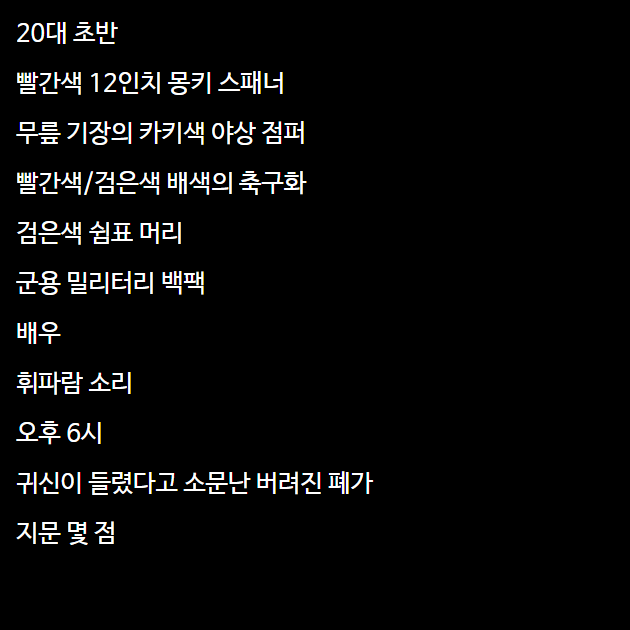 20대 초반
빨간색 12인치 몽키 스패너
무릎 기장의 카키색 야상 점퍼
빨간색/검은색 배색의 축구화
검은색 쉼표 머리
군용 밀리터리 백팩
배우
휘파람 소리
오후 6시
귀신이 들렸다고 소문난 버려진 폐가
지문 몇 점